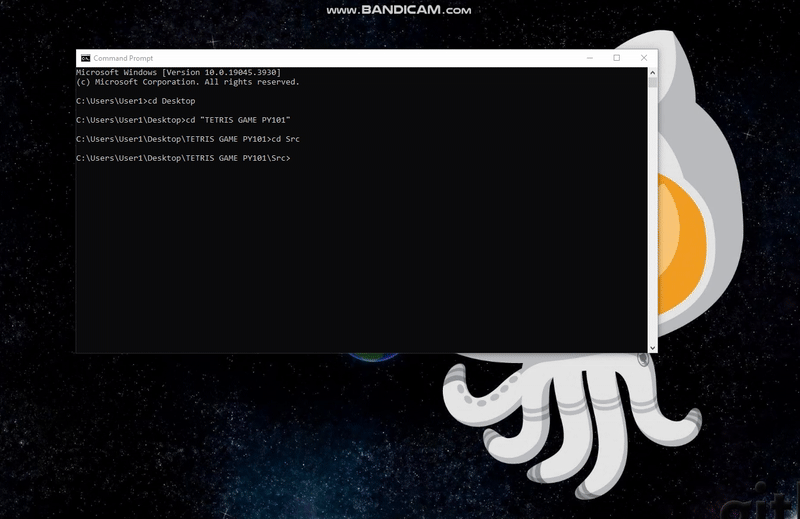 www.BANDICAM.com
Command Prompt
Microsoft Windows [Version 10.0.19045.3930]
(c) Microsoft Corporation. All rights reserved.
C:\Users\User1>cd Desktop
C:\Users\User1\Desktop>cd "TETRIS GAME PY101"
C:\Users\User1\Desktop\TETRIS GAME PY101>cd Src
C:\Users\User1\Desktop\TETRIS GAME PY101\Src>
git